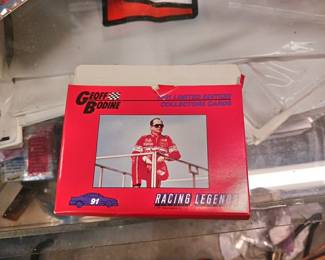 GEOFF
BODINE
LIMITED EDITION
COLLECTORS CARDS
91
RACING LEGENDS